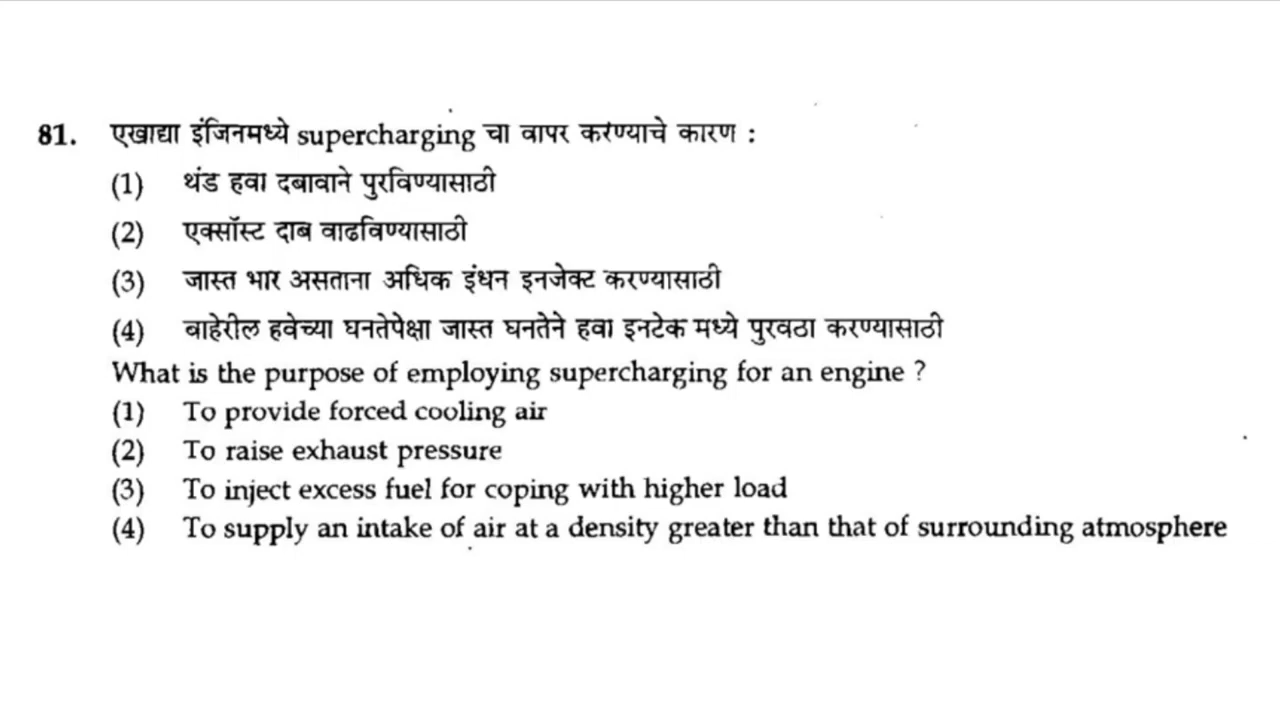 81. एखाद्या इंजिनमध्ये supercharging चा वापर करण्याचे कारण :
(1) थंड हवा दबावाने पुरविण्यासाठी
(2) एक्सॉस्ट दाब वाढविण्यासाठी
(3) जास्त भार असताना अधिक इंधन इनजेक्ट करण्यासाठी
(4) बाहेरील हवेच्या घनतेपेक्षा जास्त घनतेने हवा इनटेक मध्ये पुरवठा करण्यासाठी
What is the purpose of employing supercharging for an engine ?
(1) To provide forced cooling air
(2) To raise exhaust pressure
(3) To inject excess fuel for coping with higher load
(4) To supply an intake of air at a density greater than that of surrounding atmosphere